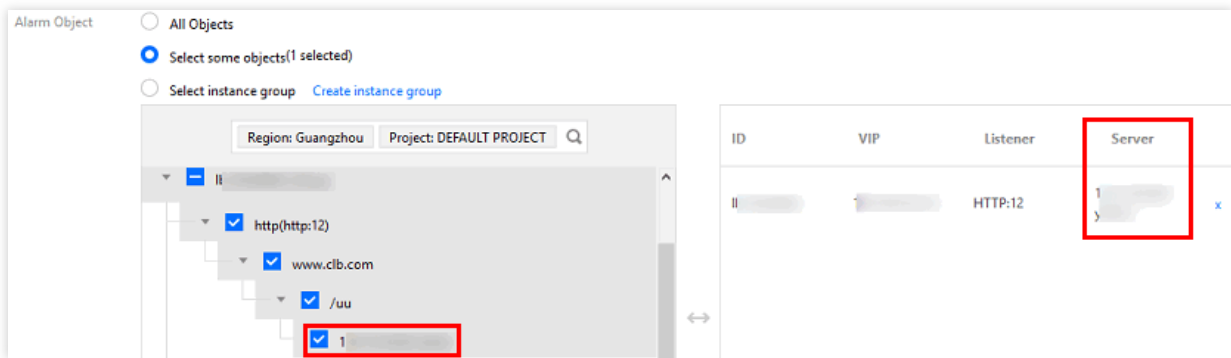 Alarm Object
All Objects
Select some objects(1 selected)
Select instance group Create instance group
Region: Guangzhou Project: DEFAULT PROJECT
ID VIP Listener Server
http(http:12)
HTTP:12
x
www.clb.com
/uu